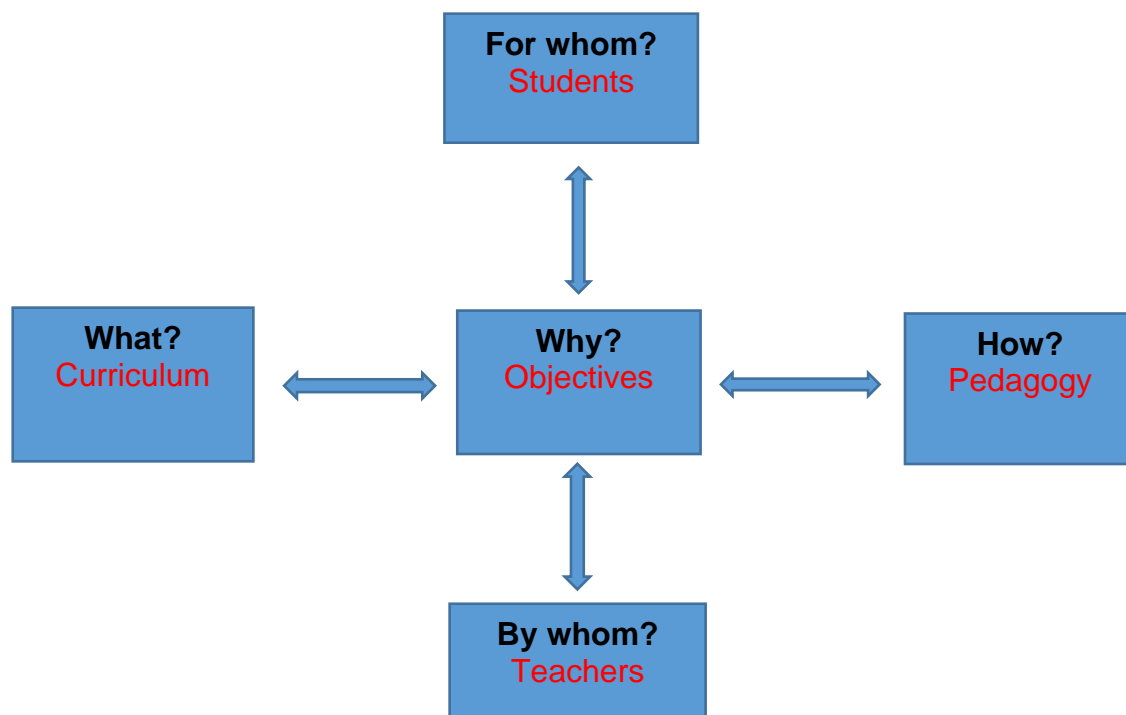 For whom?
Students
What?
Curriculum
Why?
Objectives
How?
Pedagogy
By whom?
Teachers